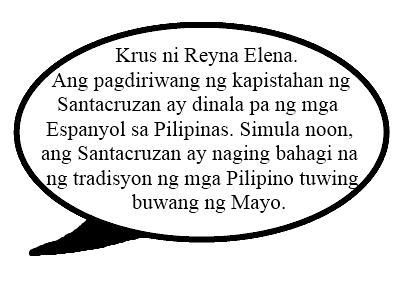 Krus ni Reyna Elena.
Ang pagdiriwang ng kapistahan ng
Santacruzan ay dinala pa ng mga
Espanyol sa Pilipinas. Simula noon,
ang Santacruzan ay naging bahagi na
ng tradisyon ng mga Pilipino tuwing
buwang ng Mayo.